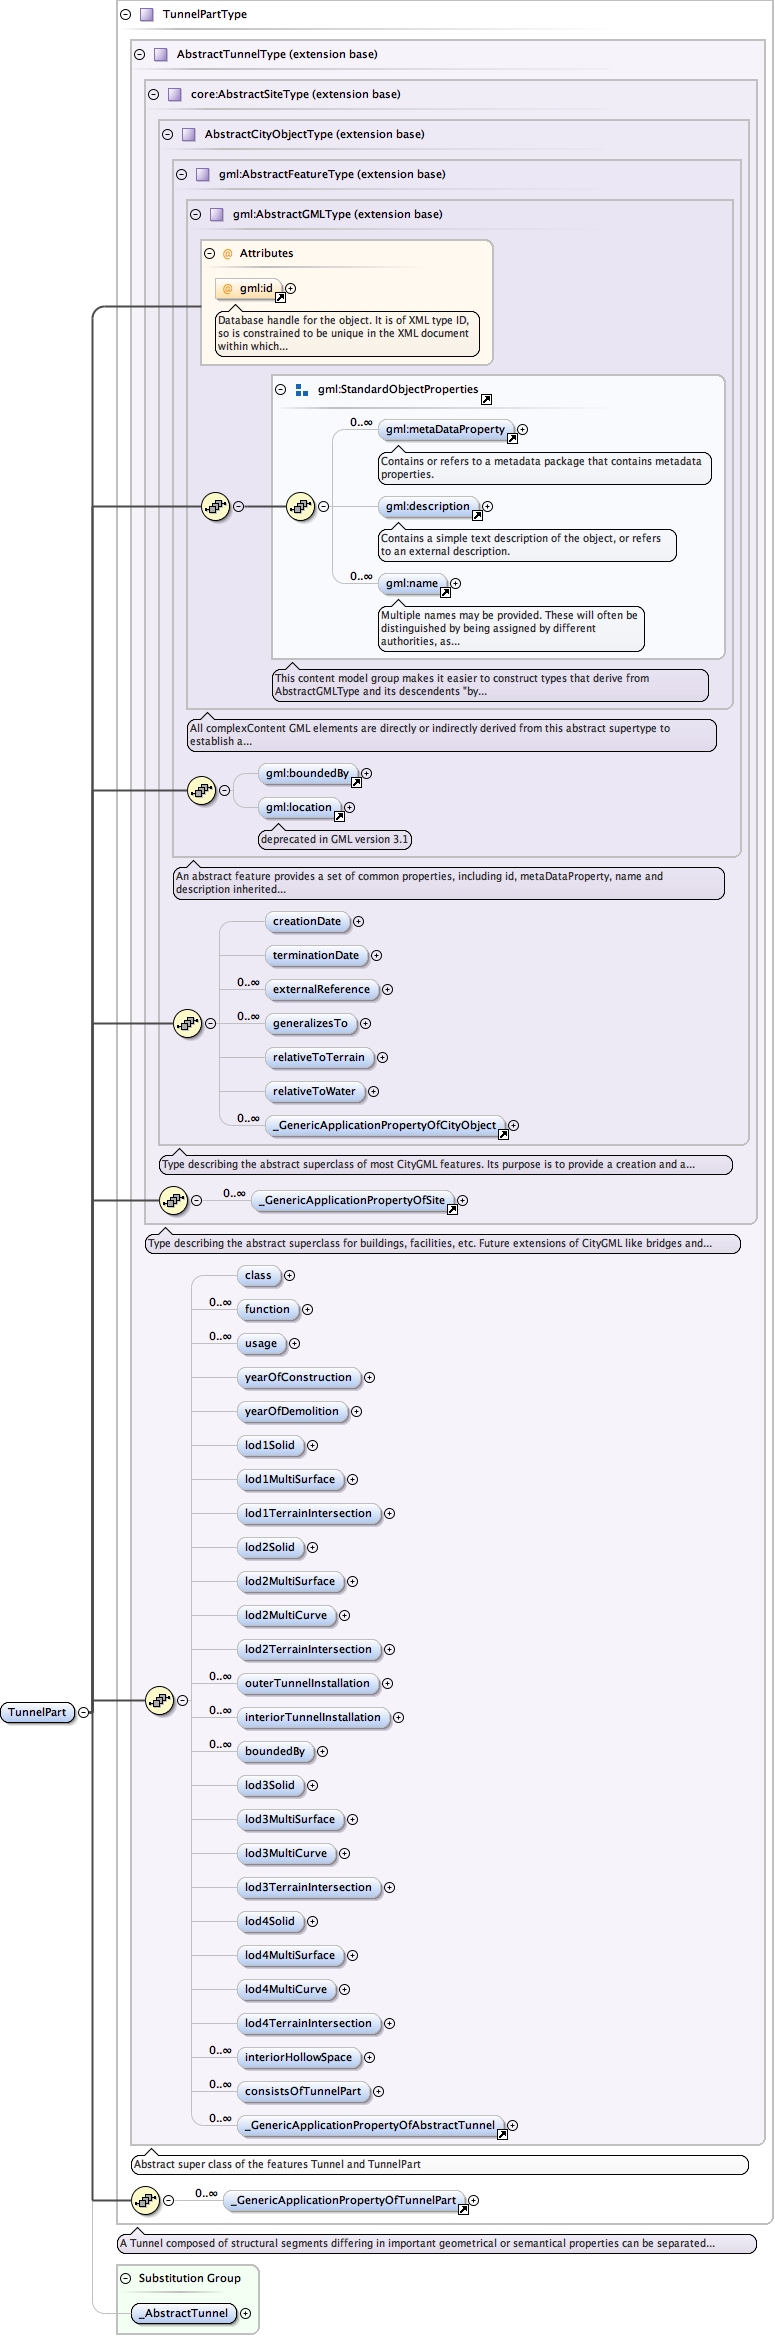 TunnelPartType
AbstractTunnelType (extension base)
core:AbstractSiteType (extension base)
AbstractCityObjectType (extension base)
gml:AbstractFeatureType (extension base)
gml:AbstractGMLType (extension base)
@ Attributes
@ gml:id
Database handle for the object. It is of XML type ID,
so is constrained to be unique in the XML document
within which...
gml:StandardObjectProperties
0..∞
gml:metaDataProperty
Contains or refers to a metadata package that contains metadata
properties.
gml:description
Contains a simple text description of the object, or refers
to an external description.
0..∞
gml:name
Multiple names may be provided. These will often be
distinguished by being assigned by different
authorities, as...
This content model group makes it easier to construct types that derive from
AbstractGMLType and its descendents "by...
All complexContent GML elements are directly or indirectly derived from this abstract supertype to
establish a...
gml:boundedBy
gml:location
deprecated in GML version 3.1
An abstract feature provides a set of common properties, including id, metaDataProperty, name and
description inherited...
creationDate
terminationDate
0..∞
externalReference
0..∞
generalizesTo
relativeToTerrain
relativeToWater
0..∞
_GenericApplicationPropertyOfCityObject
Type describing the abstract superclass of most CityGML features. Its purpose is to provide a creation and a...
0..∞
_GenericApplicationPropertyOfSite
Type describing the abstract superclass for buildings, facilities, etc. Future extensions of CityGML like bridges and...
class
0..∞
function
0..∞
usage
yearOfConstruction
yearOfDemolition
lod1Solid
lod1MultiSurface
lod1TerrainIntersection
lod2Solid
lod2MultiSurface
lod2MultiCurve
lod2TerrainIntersection
0..∞
outerTunnelInstallation
0..∞
interiorTunnelInstallation
TunnelPart
0..∞
boundedBy
lod3Solid
lod3MultiSurface
lod3MultiCurve
lod3TerrainIntersection
lod4Solid
lod4MultiSurface
lod4MultiCurve
lod4TerrainIntersection
0..∞
interiorHollowSpace
0..∞
consistsOfTunnelPart
0..∞
_GenericApplicationPropertyOfAbstractTunnel
Abstract super class of the features Tunnel and TunnelPart
0..∞
_GenericApplicationPropertyOfTunnelPart
A Tunnel composed of structural segments differing in important geometrical or semantical properties can be separated...
Substitution Group
_AbstractTunnel